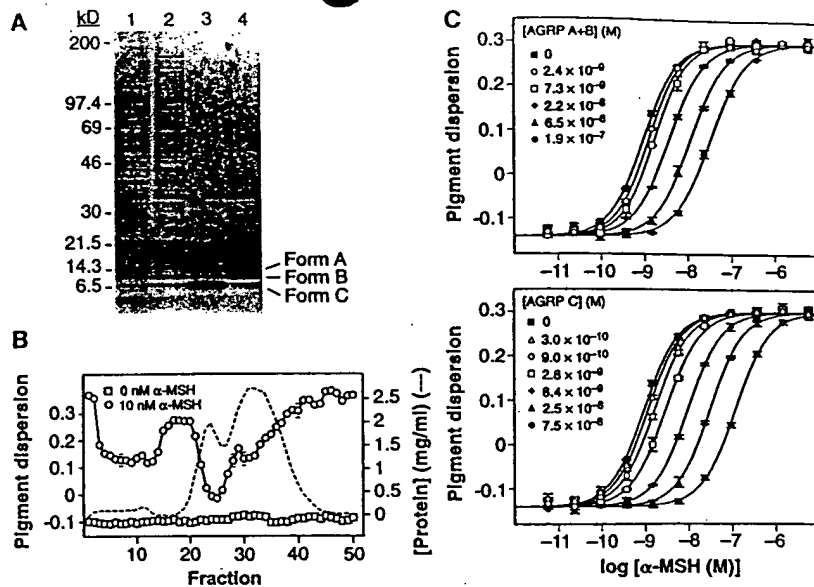 A
kD 1 2 3 4
200 -
97.4 -
69 -
46 -
30 -
21.5 -
14.3 -
6.5 -
Form A
Form B
Form C
B
□ 0 nM α-MSH
○ 10 nM α-MSH
Pigment dispersion
0.3
0.2
0.1
0
-0.1
[Protein] (mg/ml) (---)
2.5
2
1.5
1
0.5
0
10 20 30 40 50
Fraction
C
[AGRP A+B] (M)
■ 0
○ 2.4 × 10⁻⁹
□ 7.3 × 10⁻⁹
♦ 2.2 × 10⁻⁸
▲ 6.5 × 10⁻⁸
● 1.9 × 10⁻⁷
Pigment dispersion
0.3
0.2
0.1
0
-0.1
-11 -10 -9 -8 -7 -6
[AGRP C] (M)
■ 0
△ 3.0 × 10⁻¹⁰
○ 9.0 × 10⁻¹⁰
□ 2.8 × 10⁻⁹
♦ 8.4 × 10⁻⁹
▲ 2.5 × 10⁻⁸
● 7.5 × 10⁻⁸
Pigment dispersion
0.3
0.2
0.1
0
-0.1
-11 -10 -9 -8 -7 -6
log [α-MSH (M)]